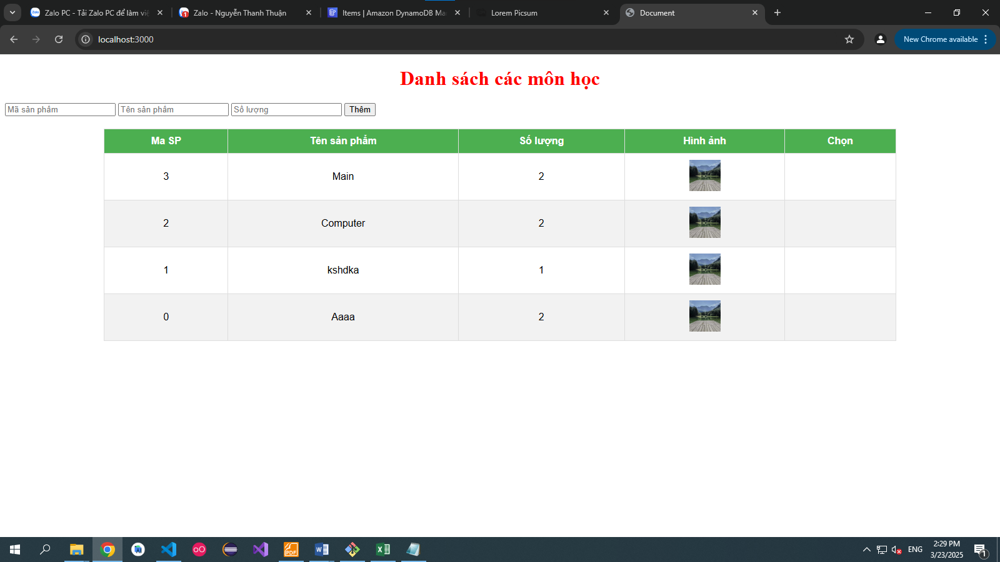 Zalo PC - Tải Zalo PC để làm việ
Zalo - Nguyễn Thanh Thuận
Items | Amazon DynamoDB Ma
Lorem Picsum
Document
localhost:3000
New Chrome available
Danh sách các môn học
Mã sản phẩm
Tên sản phẩm
Số lượng
Thêm
Ma SP Tên sản phẩm Số lượng Hình ảnh Chọn
3 Main 2
2 Computer 2
1 kshdka 1
0 Aaaa 2
ENG
2:29 PM
3/23/2025
1